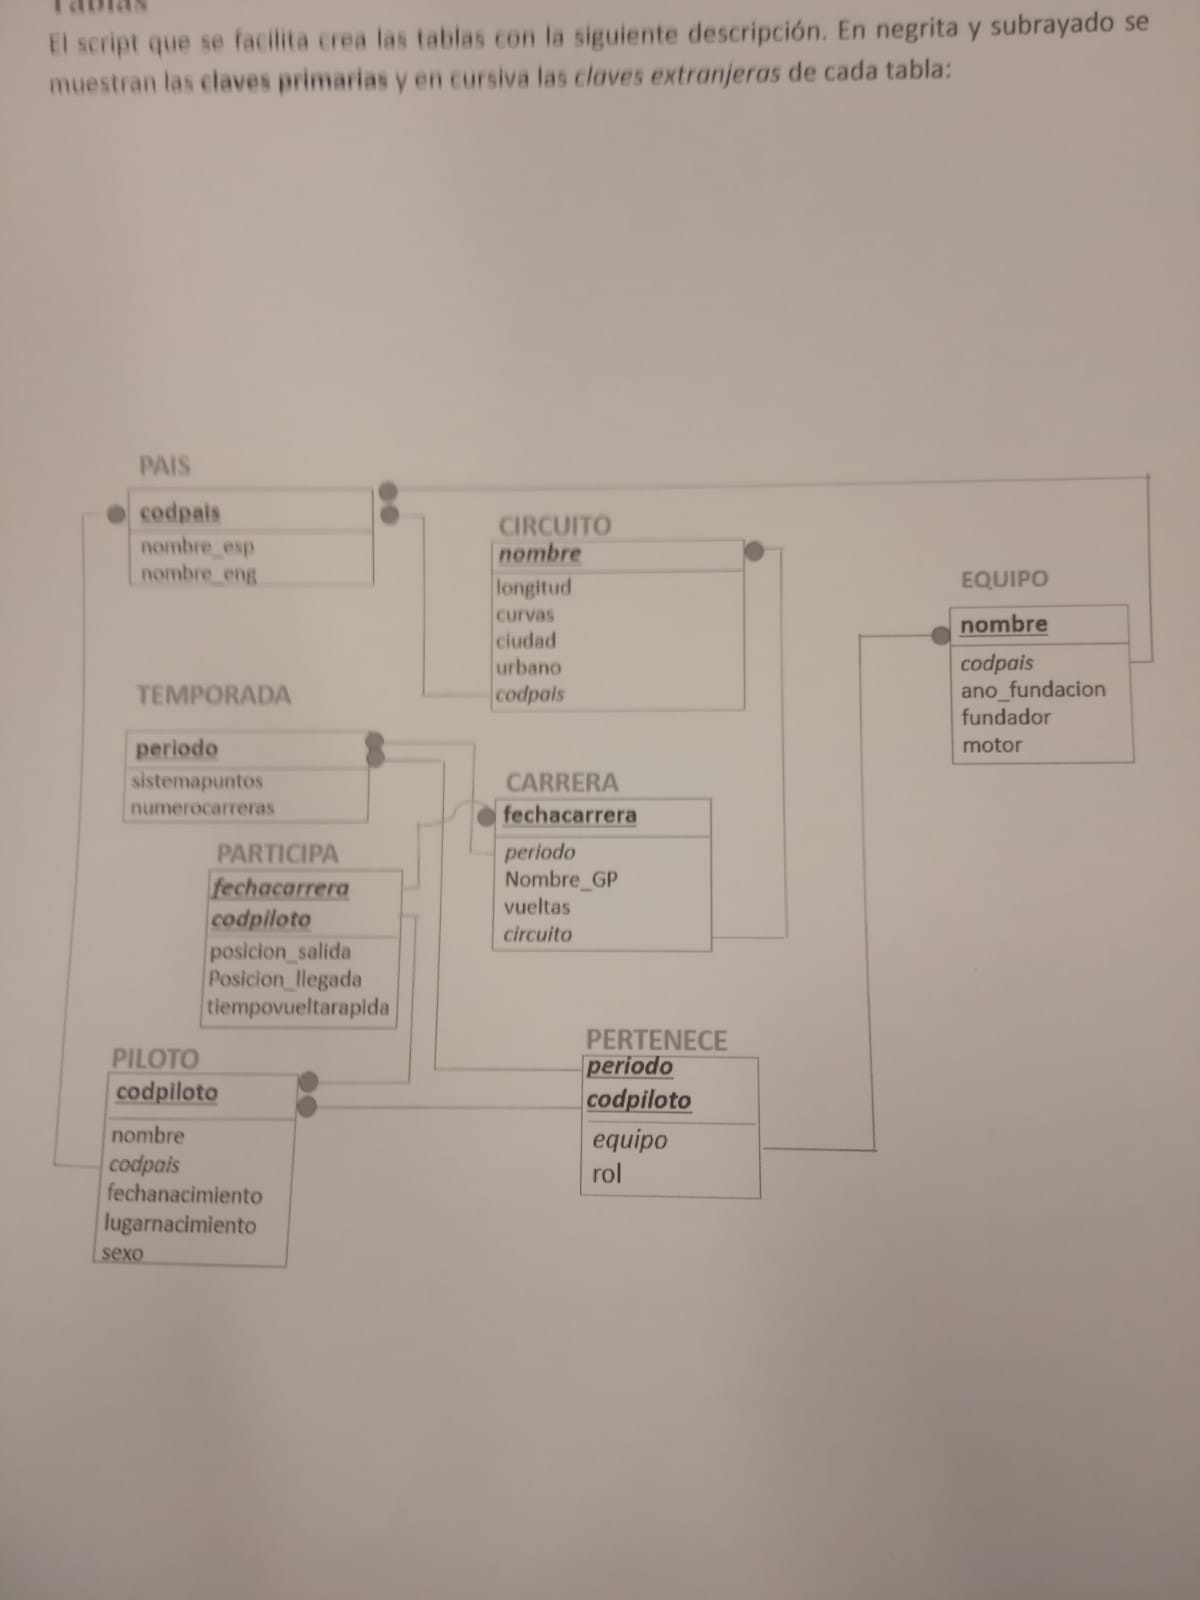 Tablas
El script que se facilita crea las tablas con la siguiente descripción. En negrita y subrayado se
muestran las claves primarias y en cursiva las claves extranjeras de cada tabla:
PAIS
codpais
nombre_esp
nombre_eng
CIRCUITO
nombre
longitud
curvas
ciudad
urbano
codpais
EQUIPO
nombre
codpais
ano_fundacion
fundador
motor
TEMPORADA
periodo
sistemapuntos
numerocarreras
CARRERA
fechacarrera
periodo
Nombre_GP
vueltas
circuito
PARTICIPA
fechacarrera
codpiloto
posicion_salida
Posicion_llegada
tiempovueltarapida
PILOTO
codpiloto
nombre
codpais
fechanacimiento
lugarnacimiento
sexo
PERTENECE
periodo
codpiloto
equipo
rol